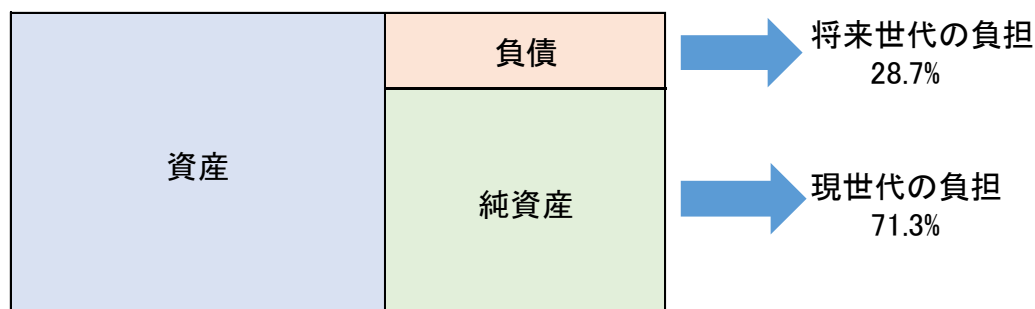 資産
負債
純資産
将来世代の負担
28.7%
現世代の負担
71.3%